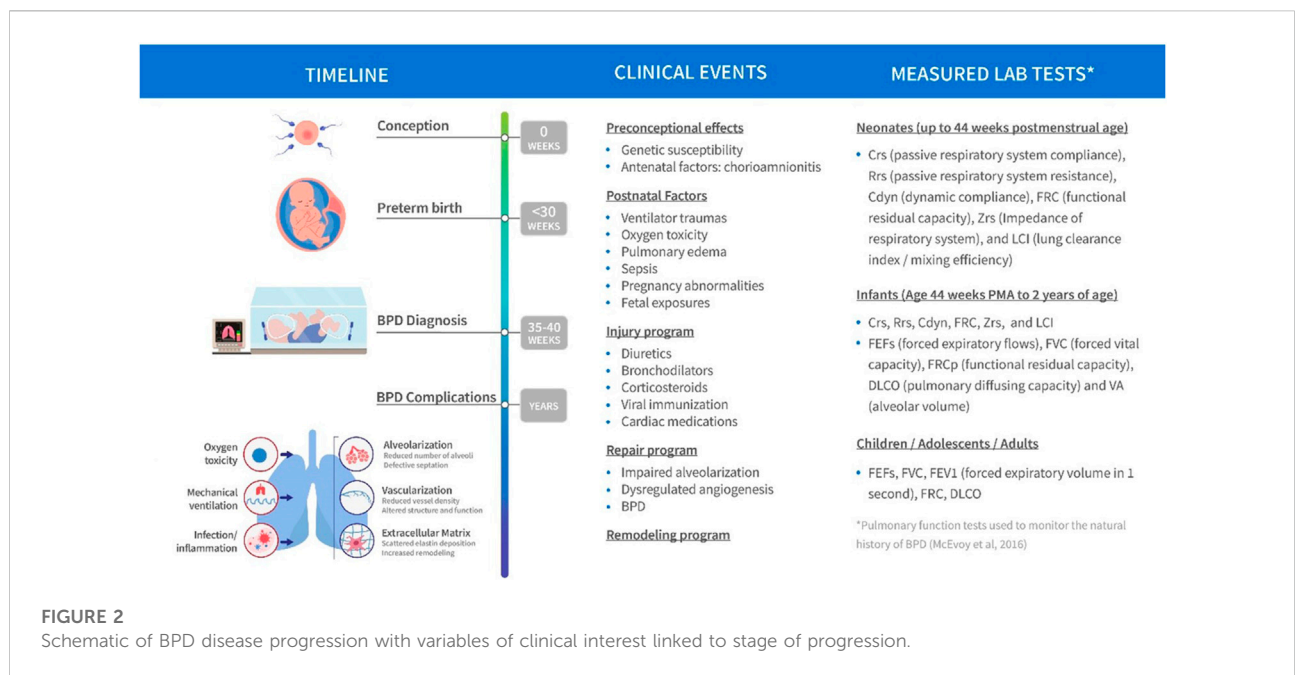 TIMELINE
CLINICAL EVENTS
MEASURED LAB TESTS*
Conception
0
WEEKS
Preterm birth
<30
WEEKS
BPD Diagnosis
35-40
WEEKS
BPD Complications
YEARS
Oxygen
toxicity
Mechanical
ventilation
Infection/
inflammation
Alveolarization
Reduced number of alveoli
Defective septation
Vascularization
Reduced vessel density
Altered structure and function
Extracellular Matrix
Scattered elastin deposition
Increased remodeling
Preconceptional effects
• Genetic susceptibility
• Antenatal factors: chorioamnionitis
Postnatal Factors
• Ventilator traumas
• Oxygen toxicity
• Pulmonary edema
• Sepsis
• Pregnancy abnormalities
• Fetal exposures
Injury program
• Diuretics
• Bronchodilators
• Corticosteroids
• Viral immunization
• Cardiac medications
Repair program
• Impaired alveolarization
• Dysregulated angiogenesis
• BPD
Remodeling program
Neonates (up to 44 weeks postmenstrual age)
• Crs (passive respiratory system compliance),
Rrs (passive respiratory system resistance),
Cdyn (dynamic compliance), FRC (functional
residual capacity), Zrs (Impedance of
respiratory system), and LCI (lung clearance
index / mixing efficiency)
Infants (Age 44 weeks PMA to 2 years of age)
• Crs, Rrs, Cdyn, FRC, Zrs, and LCI
• FEFs (forced expiratory flows), FVC (forced vital
capacity), FRCp (functional residual capacity),
DLCO (pulmonary diffusing capacity) and VA
(alveolar volume)
Children / Adolescents / Adults
• FEFs, FVC, FEV1 (forced expiratory volume in 1
second), FRC, DLCO
*Pulmonary function tests used to monitor the natural
history of BPD (McEvoy et al, 2016)
FIGURE 2
Schematic of BPD disease progression with variables of clinical interest linked to stage of progression.